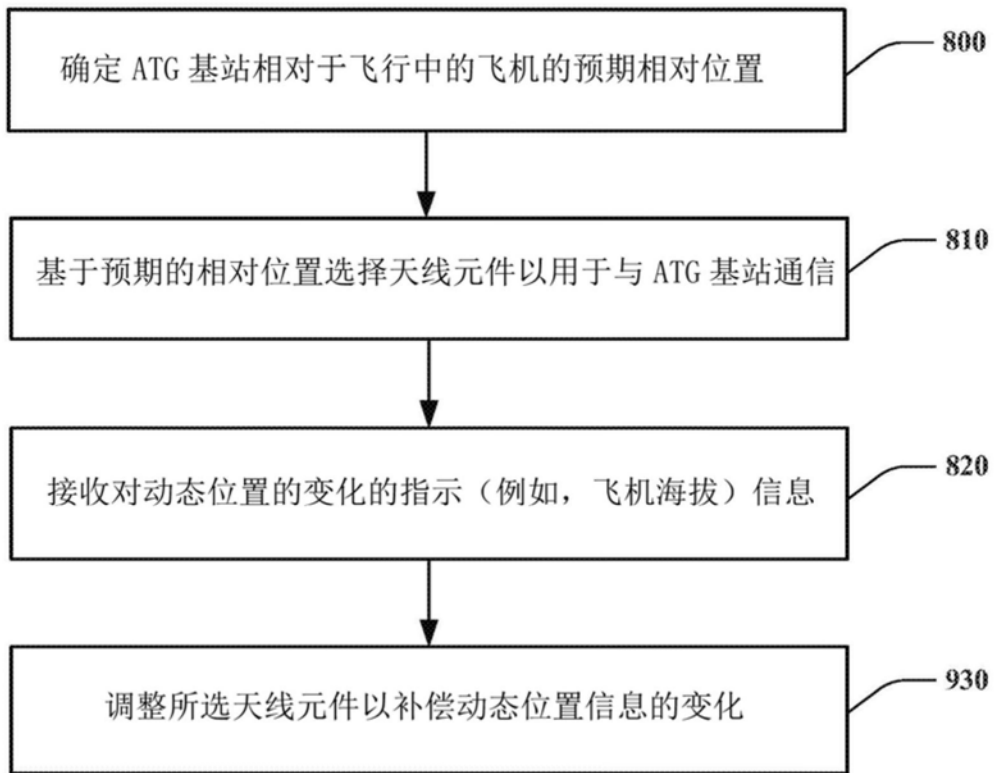 确定 ATG 基站相对于飞行中的飞机的预期相对位置
800
基于预期的相对位置选择天线元件以用于与 ATG 基站通信
810
接收对动态位置的变化的指示（例如，飞机海拔）信息
820
调整所选天线元件以补偿动态位置信息的变化
930